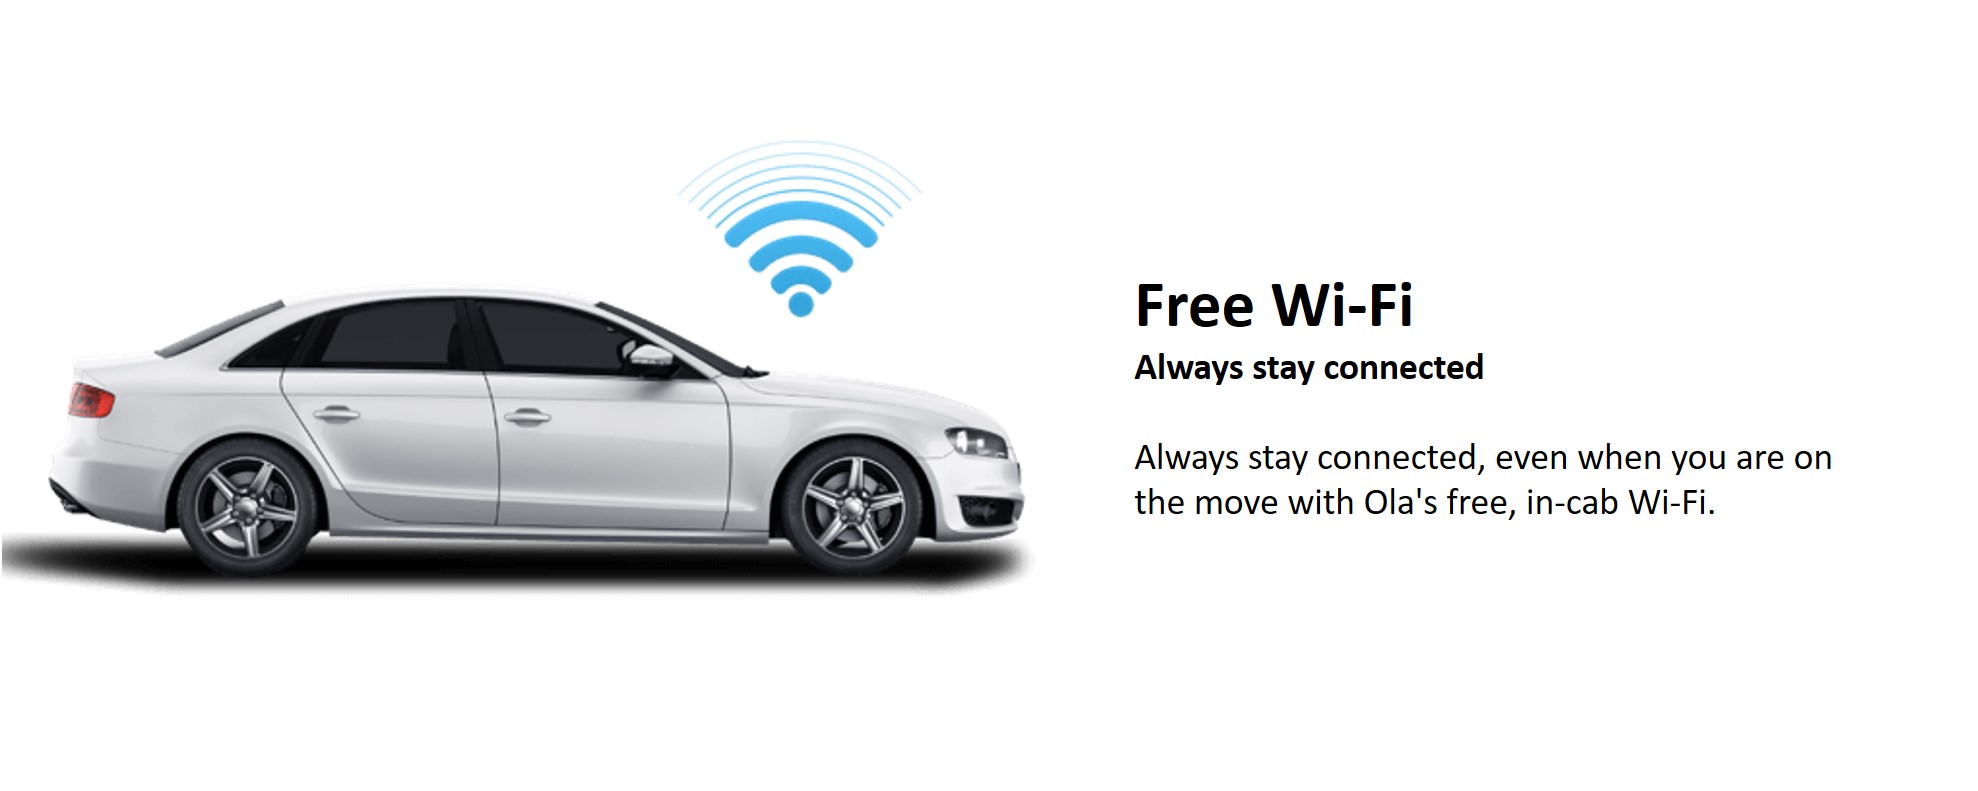 Free Wi-Fi
Always stay connected
Always stay connected, even when you are on
the move with Ola's free, in-cab Wi-Fi.